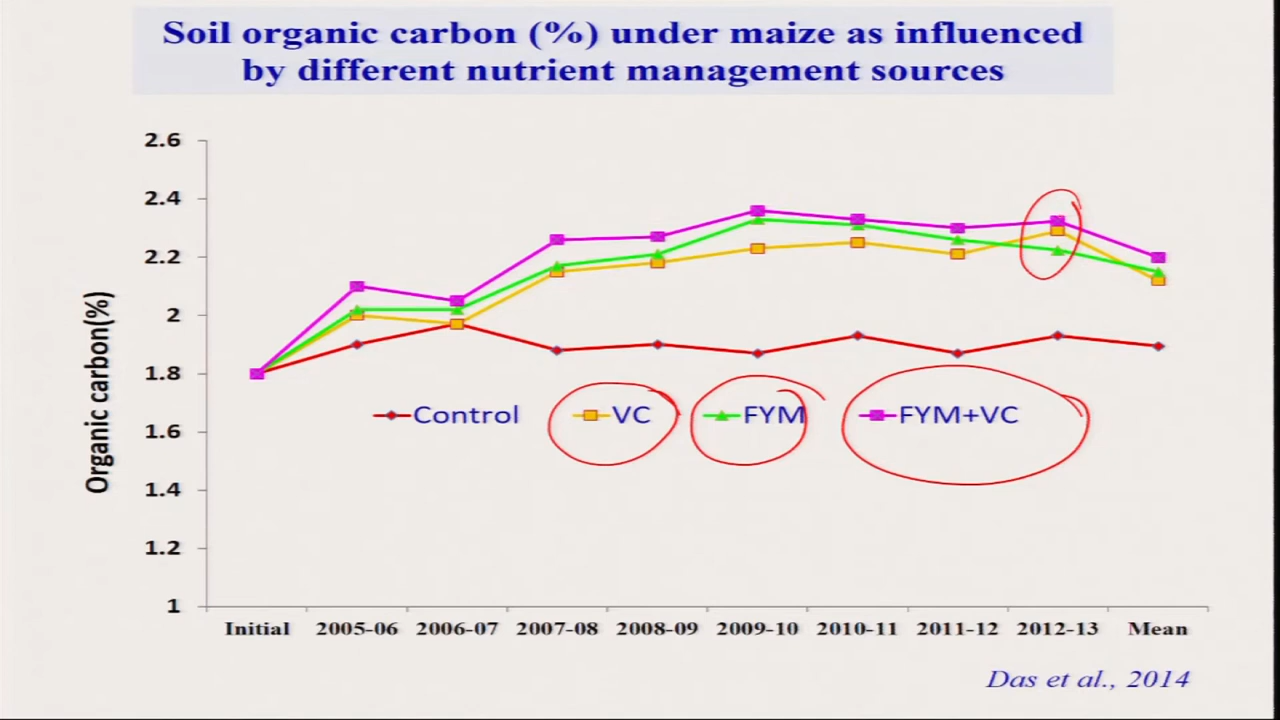 Soil organic carbon (%) under maize as influenced
by different nutrient management sources
2.6
2.4
2.2
2
1.8
1.6
1.4
1.2
1
Organic carbon(%)
Control VC FYM FYM+VC
Initial 2005-06 2006-07 2007-08 2008-09 2009-10 2010-11 2011-12 2012-13 Mean
Das et al., 2014